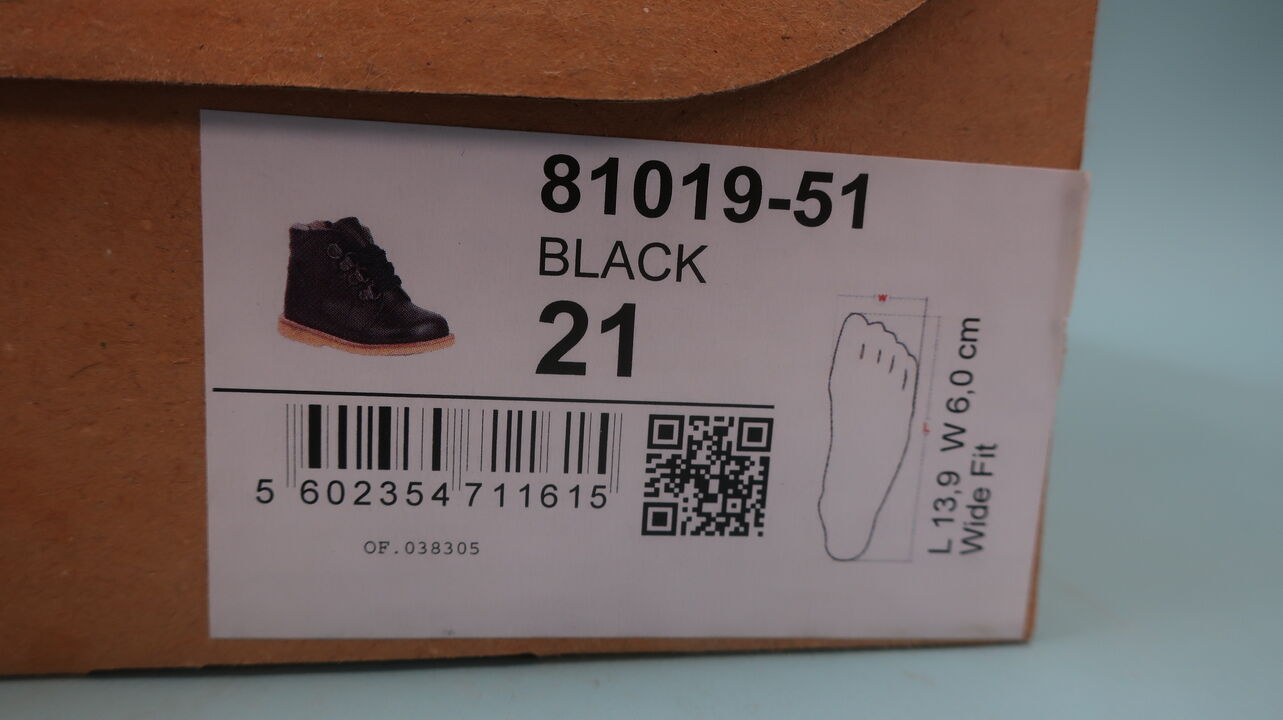 81019-51
BLACK
21
5 602354 711615
OF.038305
W
L 13,9 W 6,0 cm
Wide Fit